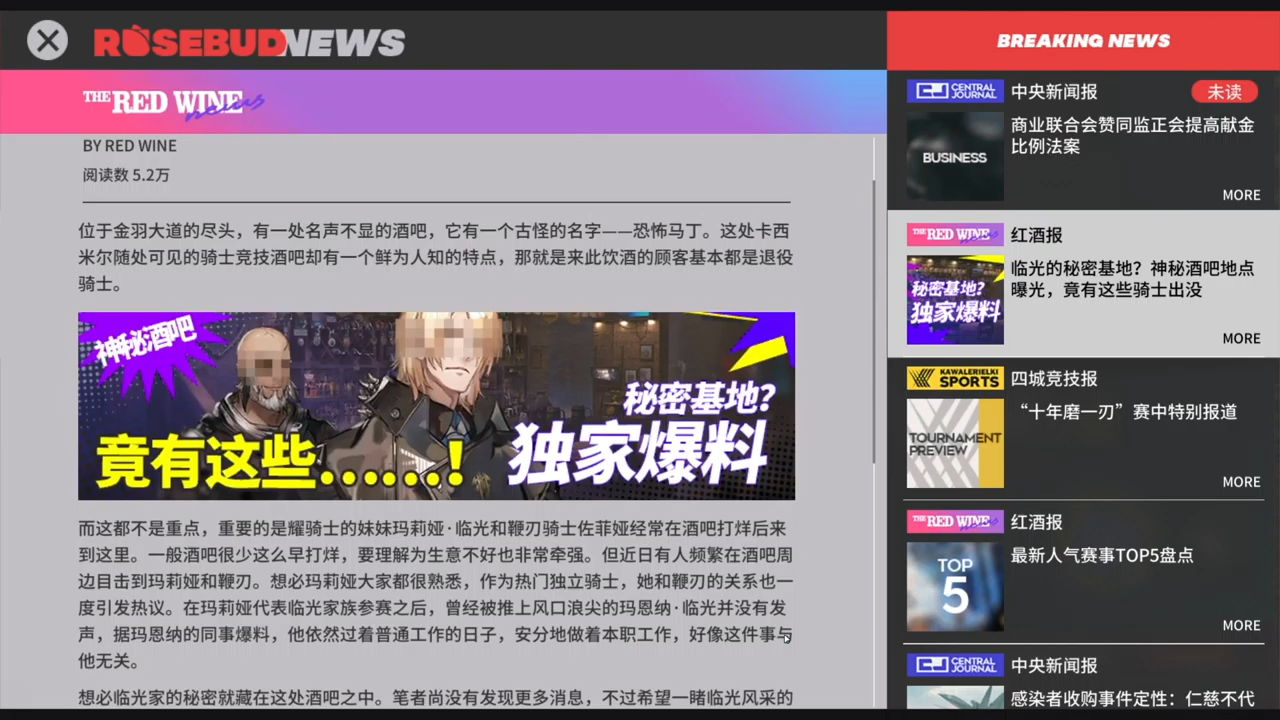 ROSEBUDNEWS
THE RED WINE news
BY RED WINE
阅读数 5.2万
位于金羽大道的尽头，有一处名声不显的酒吧，它有一个古怪的名字——恐怖马丁。这处卡西
米尔随处可见的骑士竞技酒吧却有一个鲜为人知的特点，那就是来此饮酒的顾客基本都是退役
骑士。
神秘酒吧
秘密基地?
竟有这些……!
独家爆料
而这都不是重点，重要的是耀骑士的妹妹玛莉娅·临光和鞭刃骑士佐菲娅经常在酒吧打烊后来
到这里。一般酒吧很少这么早打烊，要理解为生意不好也非常牵强。但近日有人频繁在酒吧周
边目击到玛莉娅和鞭刃。想必玛莉娅大家都很熟悉，作为热门独立骑士，她和鞭刃的关系也一
度引发热议。在玛莉娅代表临光家族参赛之后，曾经被推上风口浪尖的玛恩纳·临光并没有发
声，据玛恩纳的同事爆料，他依然过着普通工作的日子，安分地做着本职工作，好像这件事与
他无关。
想必临光家的秘密就藏在这处酒吧之中。笔者尚没有发现更多消息，不过希望一睹临光风采的
BREAKING NEWS
CENTRAL JOURNAL
中央新闻报
未读
BUSINESS
商业联合会赞同监正会提高献金
比例法案
MORE
THE RED WINE news
红酒报
秘密基地?
独家爆料
临光的秘密基地？神秘酒吧地点
曝光，竟有这些骑士出没
MORE
KAWALERIELKI SPORTS
四城竞技报
TOURNAMENT PREVIEW
“十年磨一刃”赛中特别报道
MORE
THE RED WINE news
红酒报
TOP 5
最新人气赛事TOP5盘点
MORE
CENTRAL JOURNAL
中央新闻报
感染者收购事件定性：仁慈不代